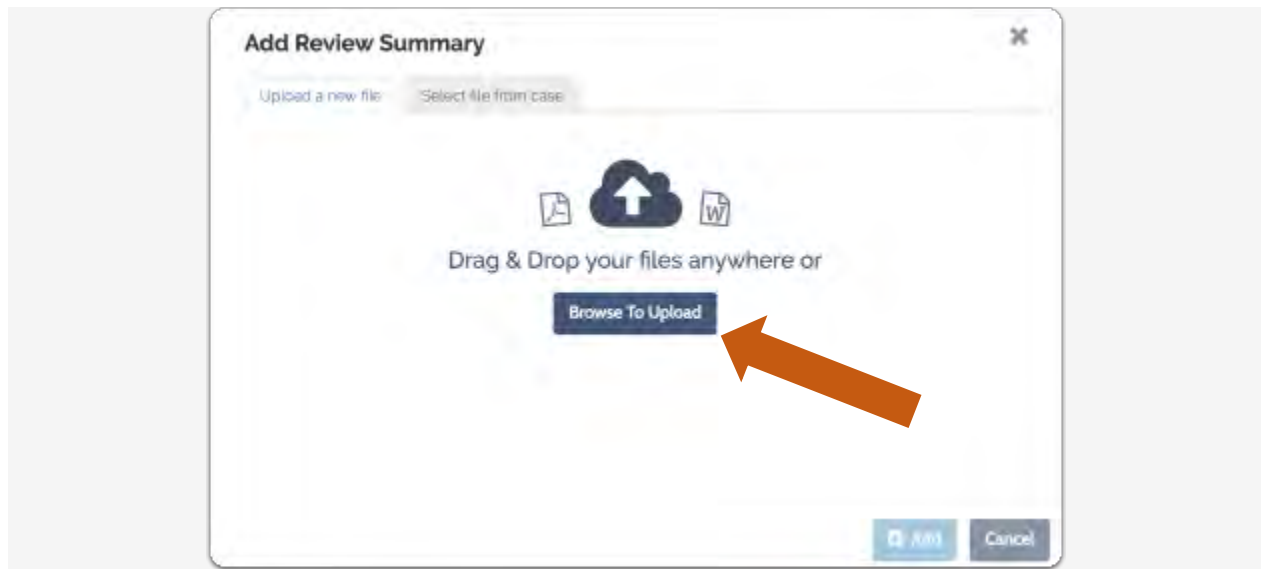 Add Review Summary
Upload a new file Select file from case
W
Drag & Drop your files anywhere or
Browse To Upload
Add Cancel